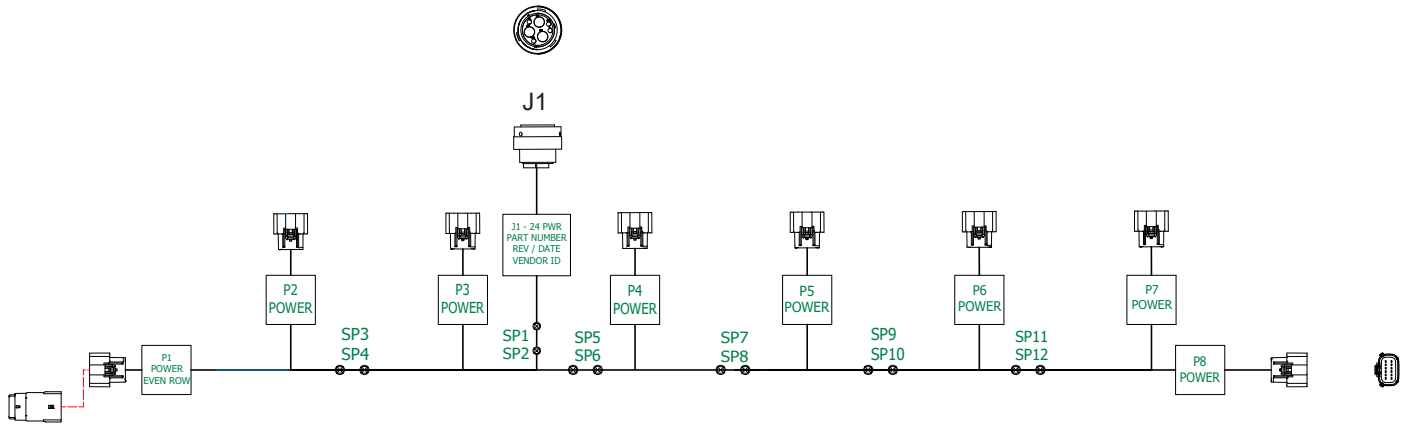 J1
J1 - 24 PWR
PART NUMBER
REV / DATE
VENDOR ID
P2
POWER
P3
POWER
P4
POWER
P5
POWER
P6
POWER
P7
POWER
SP3
SP4
SP1
SP2
SP5
SP6
SP7
SP8
SP9
SP10
SP11
SP12
P1
POWER
EVEN ROW
P8
POWER